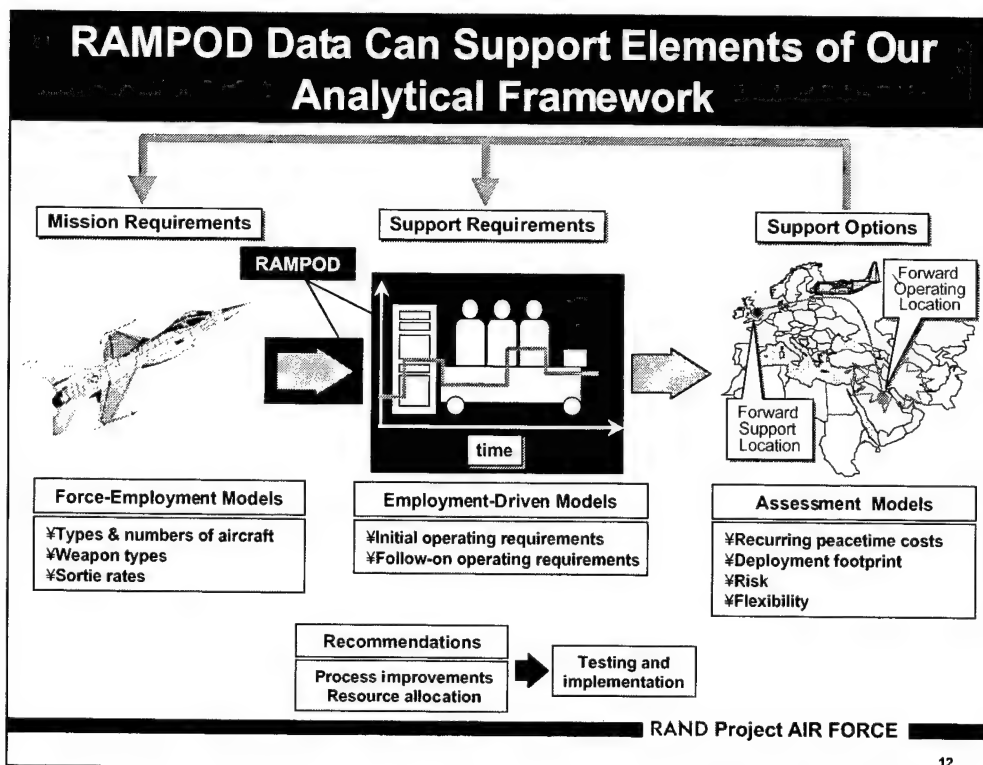 RAMPOD Data Can Support Elements of Our
Analytical Framework
Mission Requirements
Support Requirements
Support Options
RAMPOD
time
Forward
Operating
Location
Forward
Support
Location
Force-Employment Models
¥Types & numbers of aircraft
¥Weapon types
¥Sortie rates
Employment-Driven Models
¥Initial operating requirements
¥Follow-on operating requirements
Assessment Models
¥Recurring peacetime costs
¥Deployment footprint
¥Risk
¥Flexibility
Recommendations
Process improvements
Resource allocation
Testing and
implementation
RAND Project AIR FORCE
12